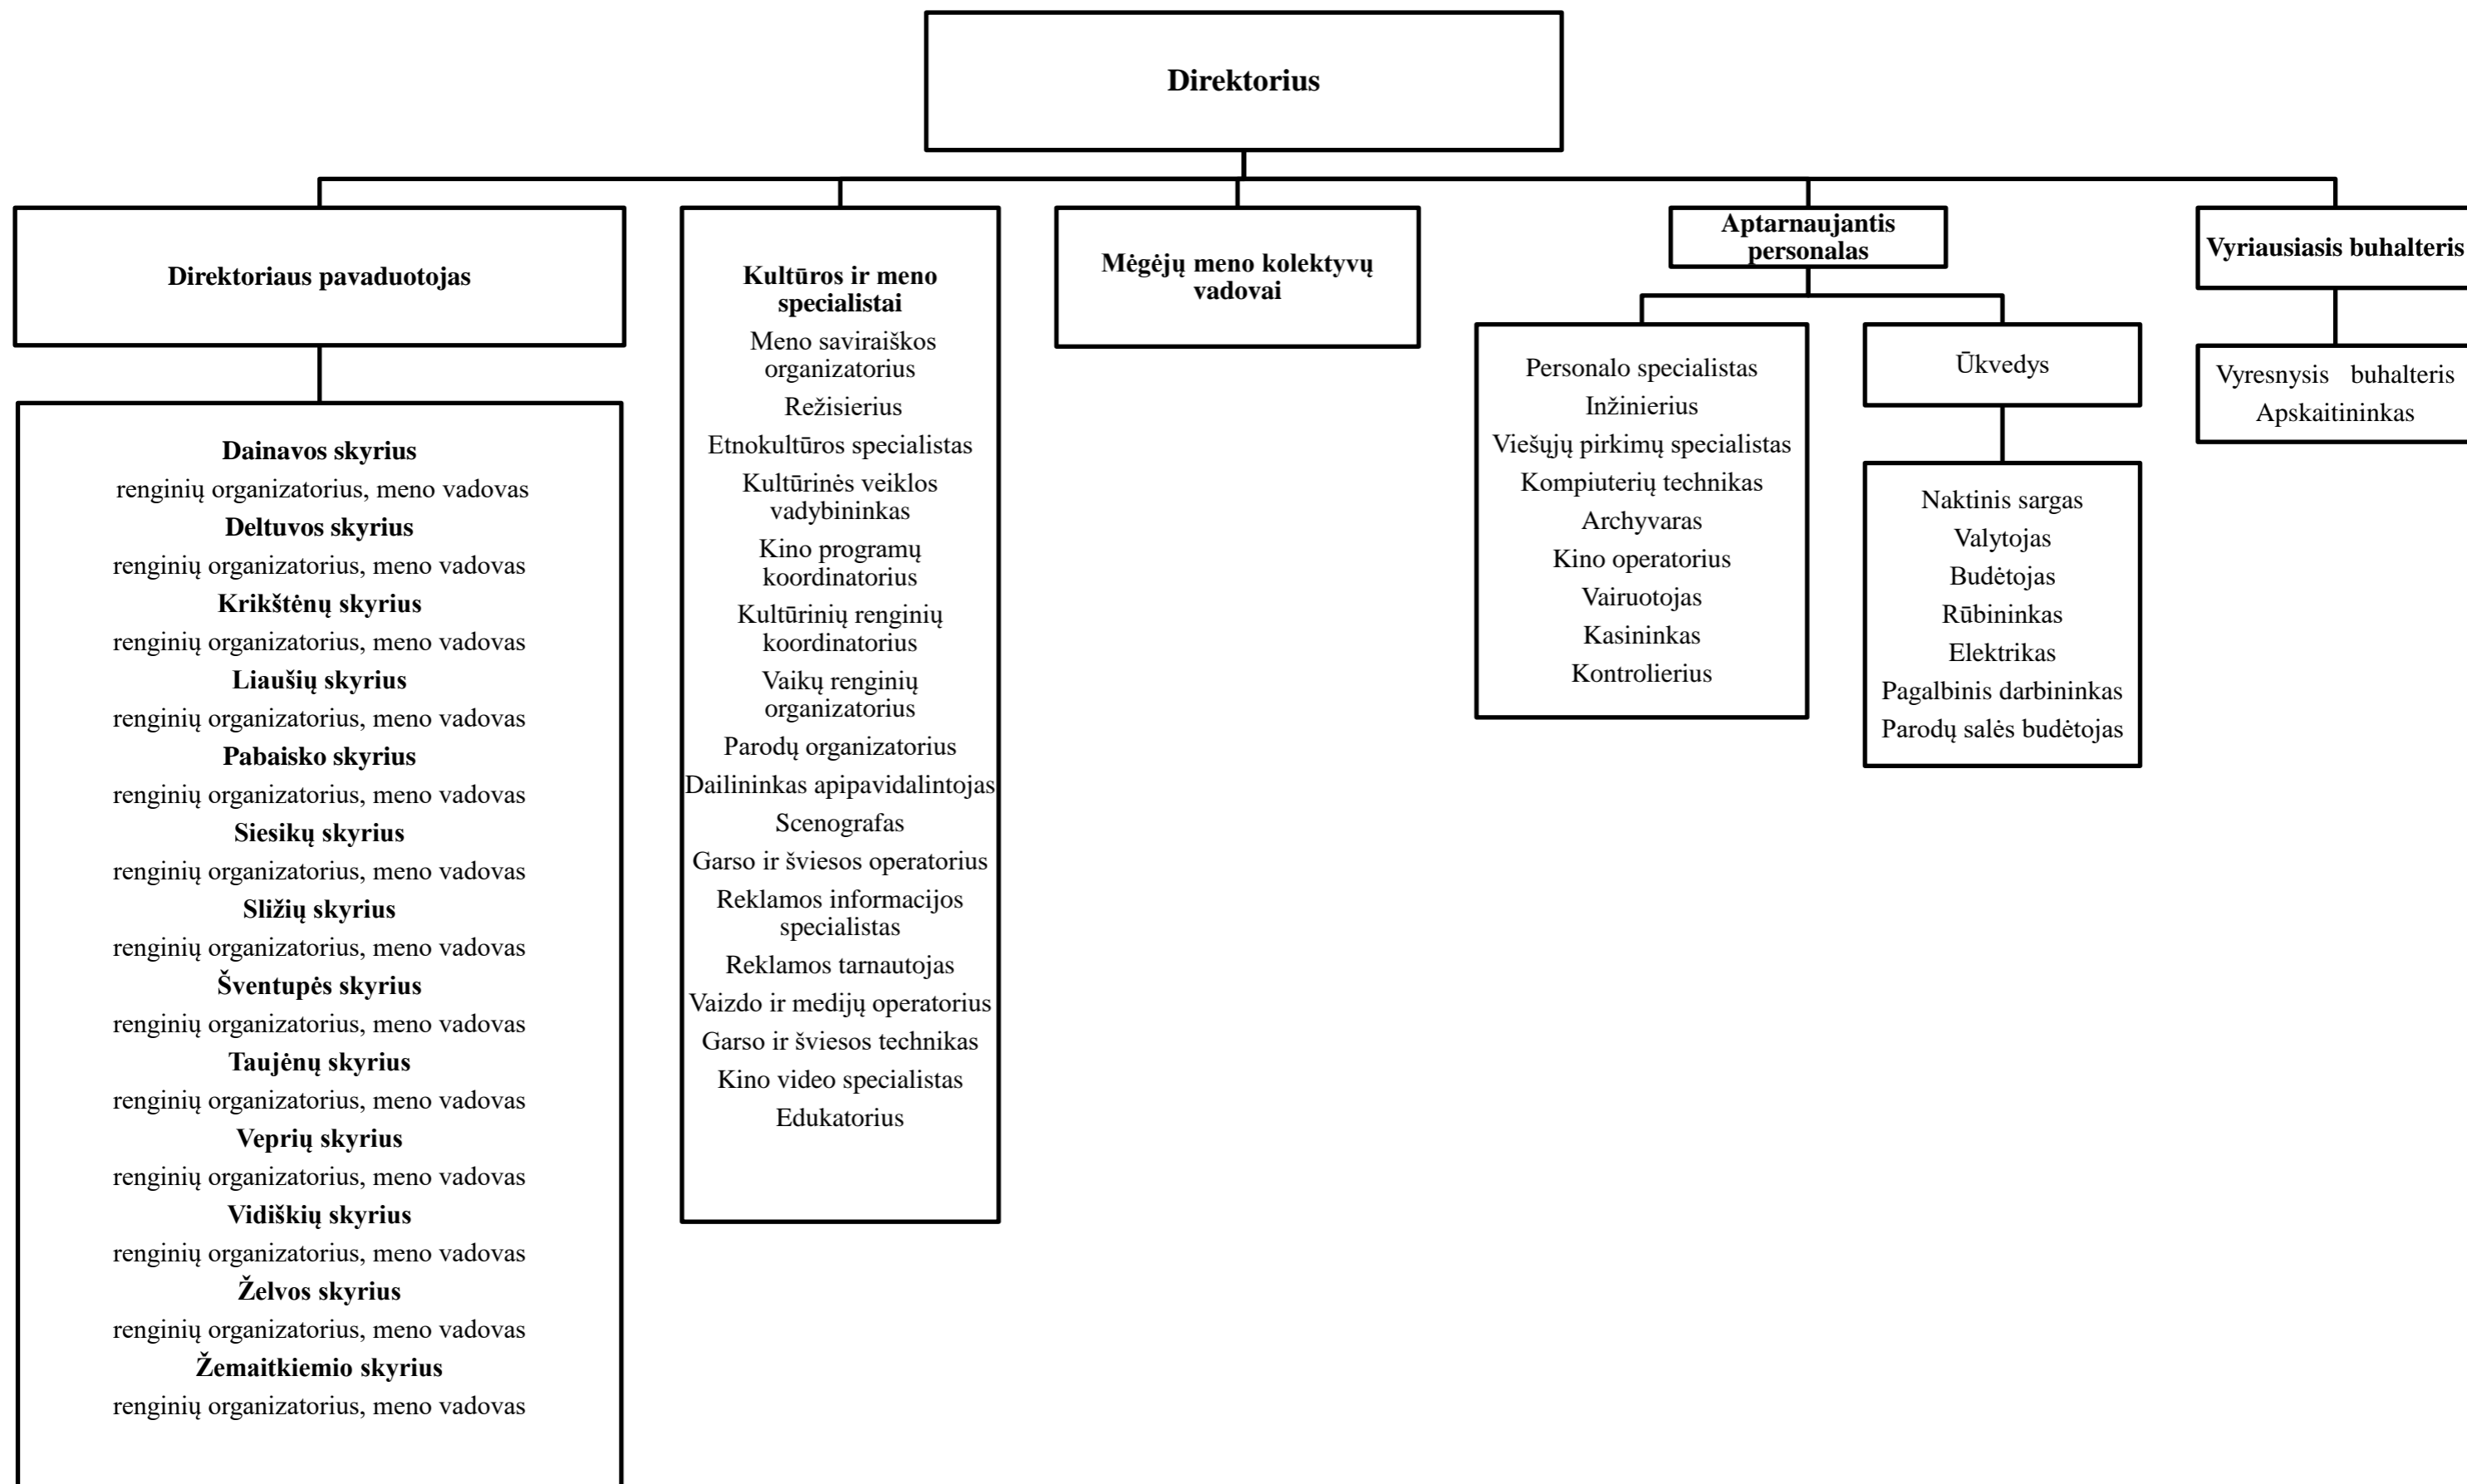 Direktorius
Direktoriaus pavaduotojas
Dainavos skyrius
renginių organizatorius, meno vadovas
Deltuvos skyrius
renginių organizatorius, meno vadovas
Krikštėnų skyrius
renginių organizatorius, meno vadovas
Liaušių skyrius
renginių organizatorius, meno vadovas
Pabaisko skyrius
renginių organizatorius, meno vadovas
Siesikų skyrius
renginių organizatorius, meno vadovas
Sližių skyrius
renginių organizatorius, meno vadovas
Šventupės skyrius
renginių organizatorius, meno vadovas
Taujėnų skyrius
renginių organizatorius, meno vadovas
Veprių skyrius
renginių organizatorius, meno vadovas
Vidiškių skyrius
renginių organizatorius, meno vadovas
Želvos skyrius
renginių organizatorius, meno vadovas
Žemaitkiemio skyrius
renginių organizatorius, meno vadovas
Kultūros ir meno
specialistai
Meno saviraiškos
organizatorius
Režisierius
Etnokultūros specialistas
Kultūrinės veiklos
vadybininkas
Kino programų
koordinatorius
Kultūrinių renginių
koordinatorius
Vaikų renginių
organizatorius
Parodų organizatorius
Dailininkas apipavidalintojas
Scenografas
Garso ir šviesos operatorius
Reklamos informacijos
specialistas
Reklamos tarnautojas
Vaizdo ir medijų operatorius
Garso ir šviesos technikas
Kino video specialistas
Edukatorius
Mėgėjų meno kolektyvų
vadovai
Aptarnaujantis
personalas
Personalo specialistas
Inžinierius
Viešųjų pirkimų specialistas
Kompiuterių technikas
Archyvaras
Kino operatorius
Vairuotojas
Kasininkas
Kontrolierius
Ūkvedys
Naktinis sargas
Valytojas
Budėtojas
Rūbininkas
Elektrikas
Pagalbinis darbininkas
Parodų salės budėtojas
Vyriausiasis buhalteris
Vyresnysis buhalteris
Apskaitininkas